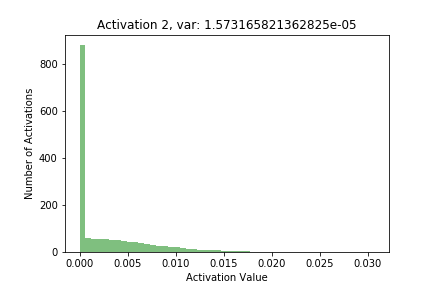 Activation 2, var: 1.573165821362825e-05
Number of Activations
800
600
400
200
0
0.000 0.005 0.010 0.015 0.020 0.025 0.030
Activation Value